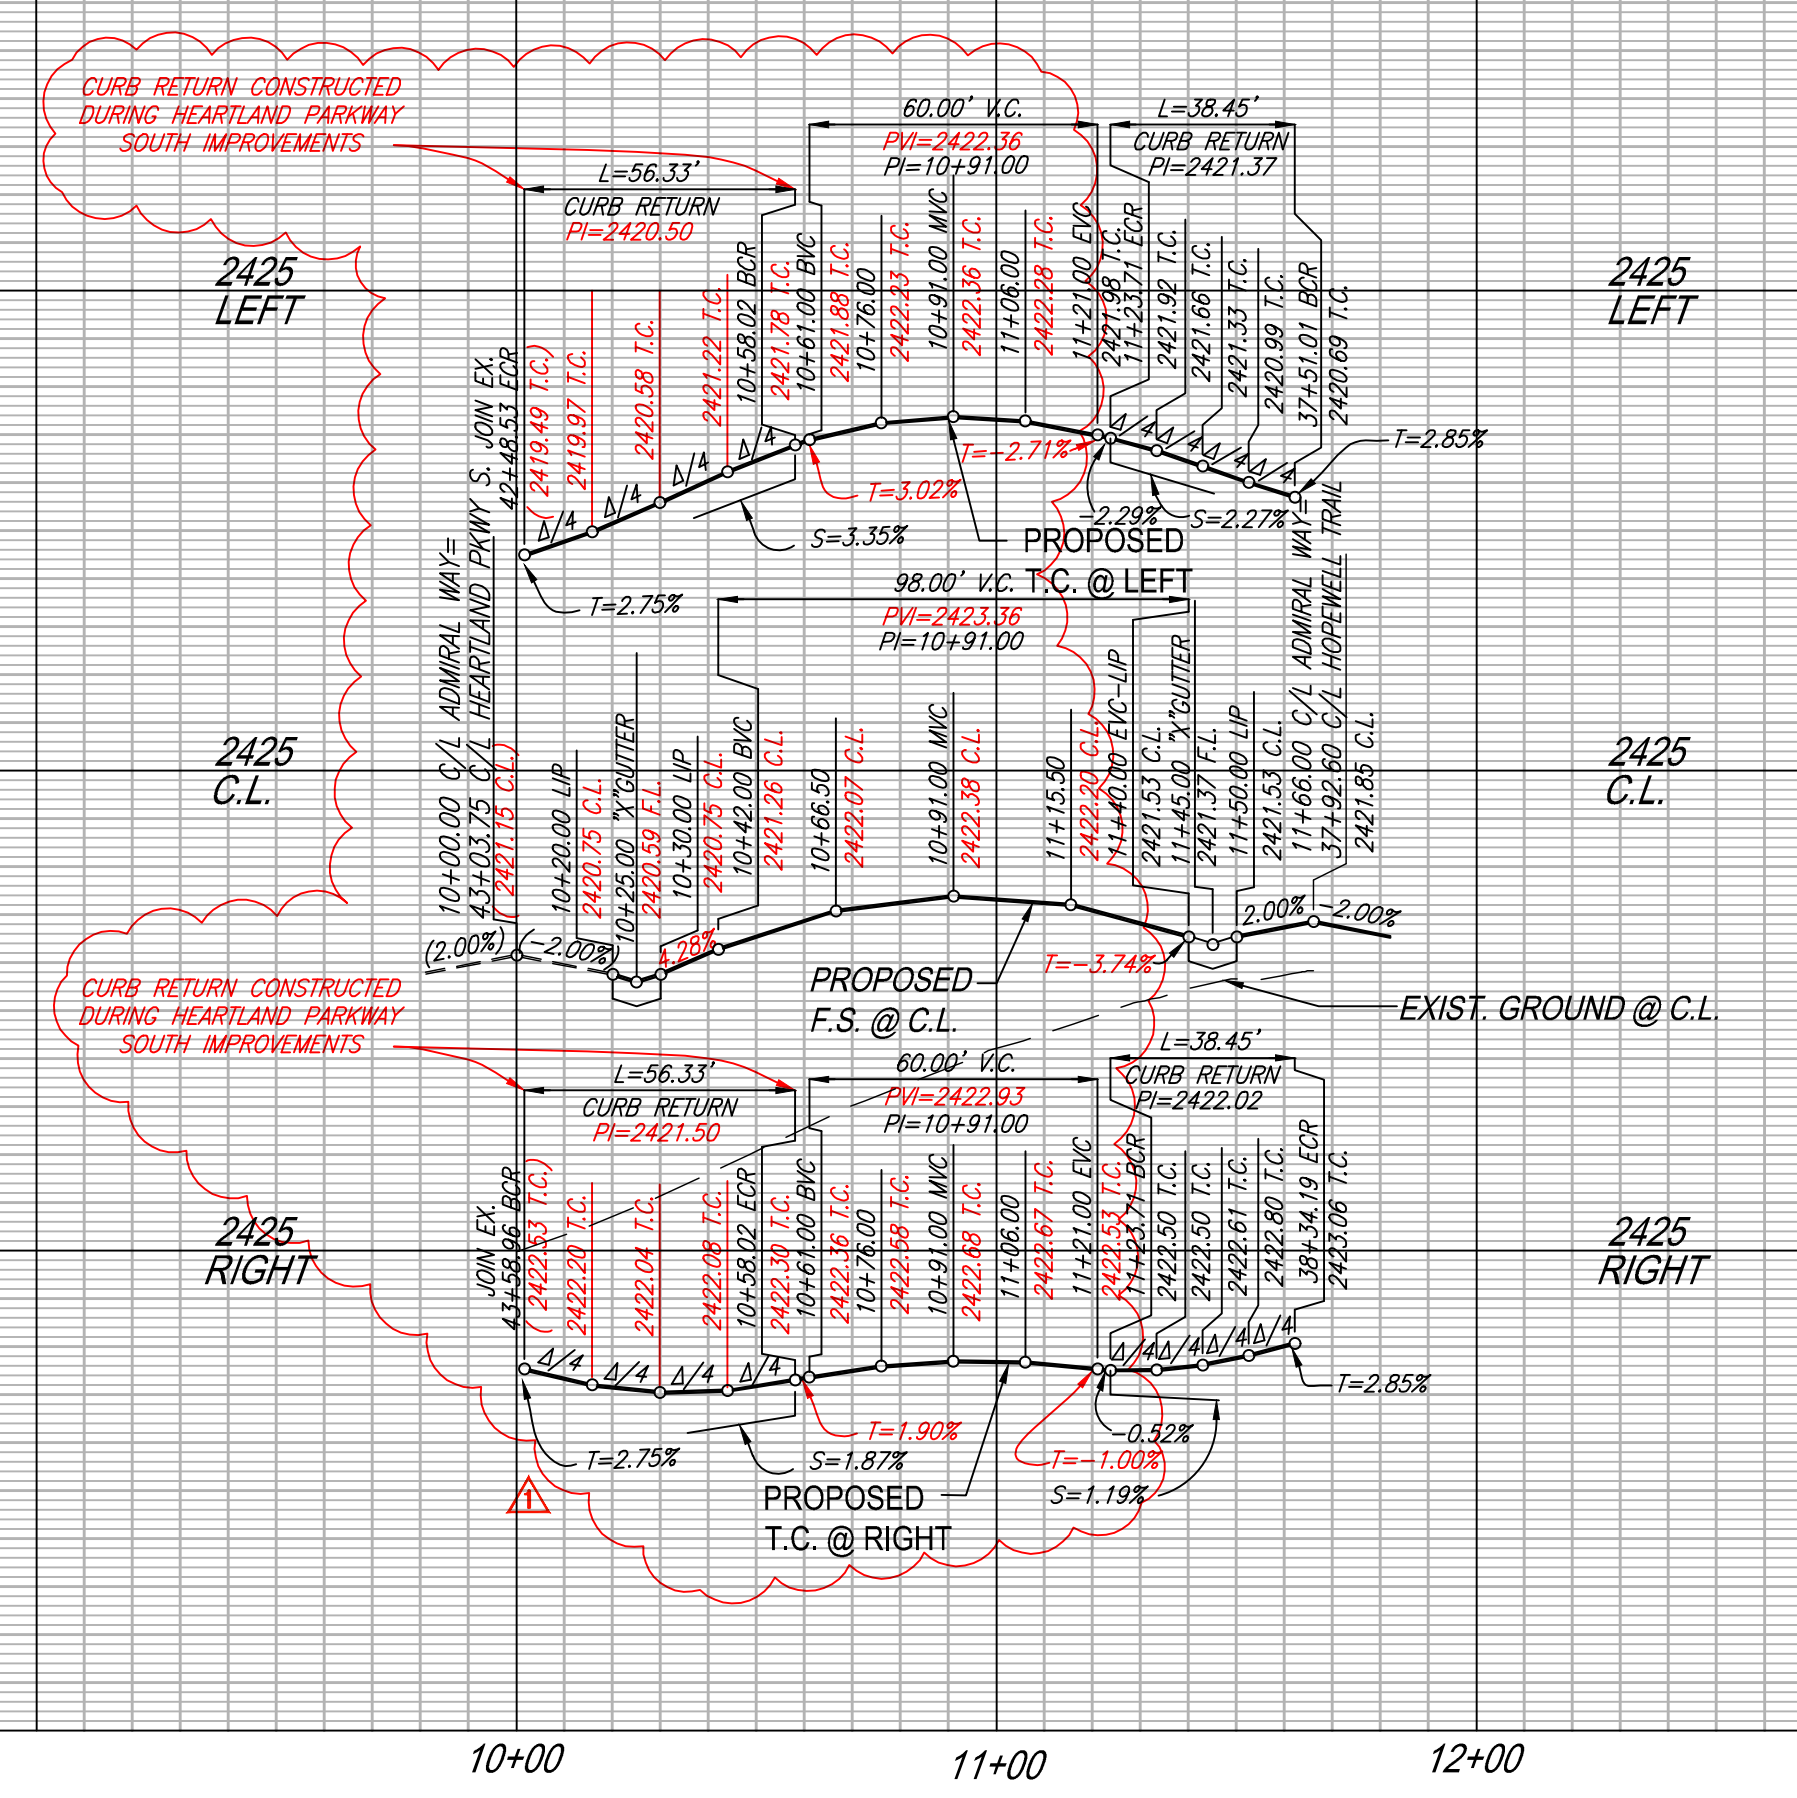 CURB RETURN CONSTRUCTED
DURING HEARTLAND PARKWAY
SOUTH IMPROVEMENTS
L=56.33'
CURB RETURN
PI=2420.50
60.00' V.C.
PVI=2422.36
PI=10+91.00
L=38.45'
CURB RETURN
PI=2421.37
2425
LEFT
2425
LEFT
S. JOIN EX.
42+48.53 ECR
(2419.49 T.C.)
2419.97 T.C.
2420.58 T.C.
2421.22 T.C.
10+58.02 BCR
2421.78 T.C.
10+61.00 BVC
2421.88 T.C.
10+76.00
2422.23 T.C.
10+91.00 MVC
2422.36 T.C.
11+06.00
2422.28 T.C.
11+21.00 EVC
2421.98 T.C.
11+23.71 ECR
2421.92 T.C.
2421.66 T.C.
2421.33 T.C.
2420.99 T.C.
37+51.01 BCR
2420.69 T.C.
Δ/4
Δ/4
Δ/4
Δ/4
Δ/4
Δ/4
Δ/4
Δ/4
T=2.75%
S=3.35%
T=3.02%
T=-2.71%
-2.29%
S=2.27%
T=2.85%
PROPOSED
T.C. @ LEFT
98.00' V.C.
PVI=2423.36
PI=10+91.00
2425
C.L.
2425
C.L.
10+00.00 C/L ADMIRAL WAY=
43+03.75 C/L HEARTLAND PKWY
(2421.15 C.L.)
10+20.00 LIP
2420.75 C.L.
10+25.00 "X"GUTTER
2420.59 F.L.
10+30.00 LIP
2420.75 C.L.
10+42.00 BVC
2421.26 C.L.
10+66.50
2422.07 C.L.
10+91.00 MVC
2422.38 C.L.
11+15.50
2422.20 C.L.
11+40.00 EVC-LIP
2421.53 C.L.
11+45.00 "X"GUTTER
2421.37 F.L.
11+50.00 LIP
2421.53 C.L.
11+66.00 C/L ADMIRAL WAY=
37+92.60 C/L HOPEWELL TRAIL
2421.85 C.L.
(2.00%)
(-2.00%)
4.28%
T=-3.74%
2.00%
-2.00%
PROPOSED
F.S. @ C.L.
EXIST. GROUND @ C.L.
CURB RETURN CONSTRUCTED
DURING HEARTLAND PARKWAY
SOUTH IMPROVEMENTS
L=56.33'
CURB RETURN
PI=2421.50
60.00' V.C.
PVI=2422.93
PI=10+91.00
L=38.45'
CURB RETURN
PI=2422.02
2425
RIGHT
2425
RIGHT
JOIN EX.
43+58.96 BCR
(2422.53 T.C.)
2422.20 T.C.
2422.04 T.C.
2422.08 T.C.
10+58.02 ECR
2422.30 T.C.
10+61.00 BVC
2422.36 T.C.
10+76.00
2422.58 T.C.
10+91.00 MVC
2422.68 T.C.
11+06.00
2422.67 T.C.
11+21.00 EVC
2422.53 T.C.
11+23.71 BCR
2422.50 T.C.
2422.50 T.C.
2422.61 T.C.
2422.80 T.C.
38+34.19 ECR
2423.06 T.C.
Δ/4
Δ/4
Δ/4
Δ/4
Δ/4
Δ/4
Δ/4
Δ/4
T=2.75%
T=1.90%
S=1.87%
-0.52%
T=-1.00%
S=1.19%
T=2.85%
PROPOSED
T.C. @ RIGHT
1
10+00
11+00
12+00